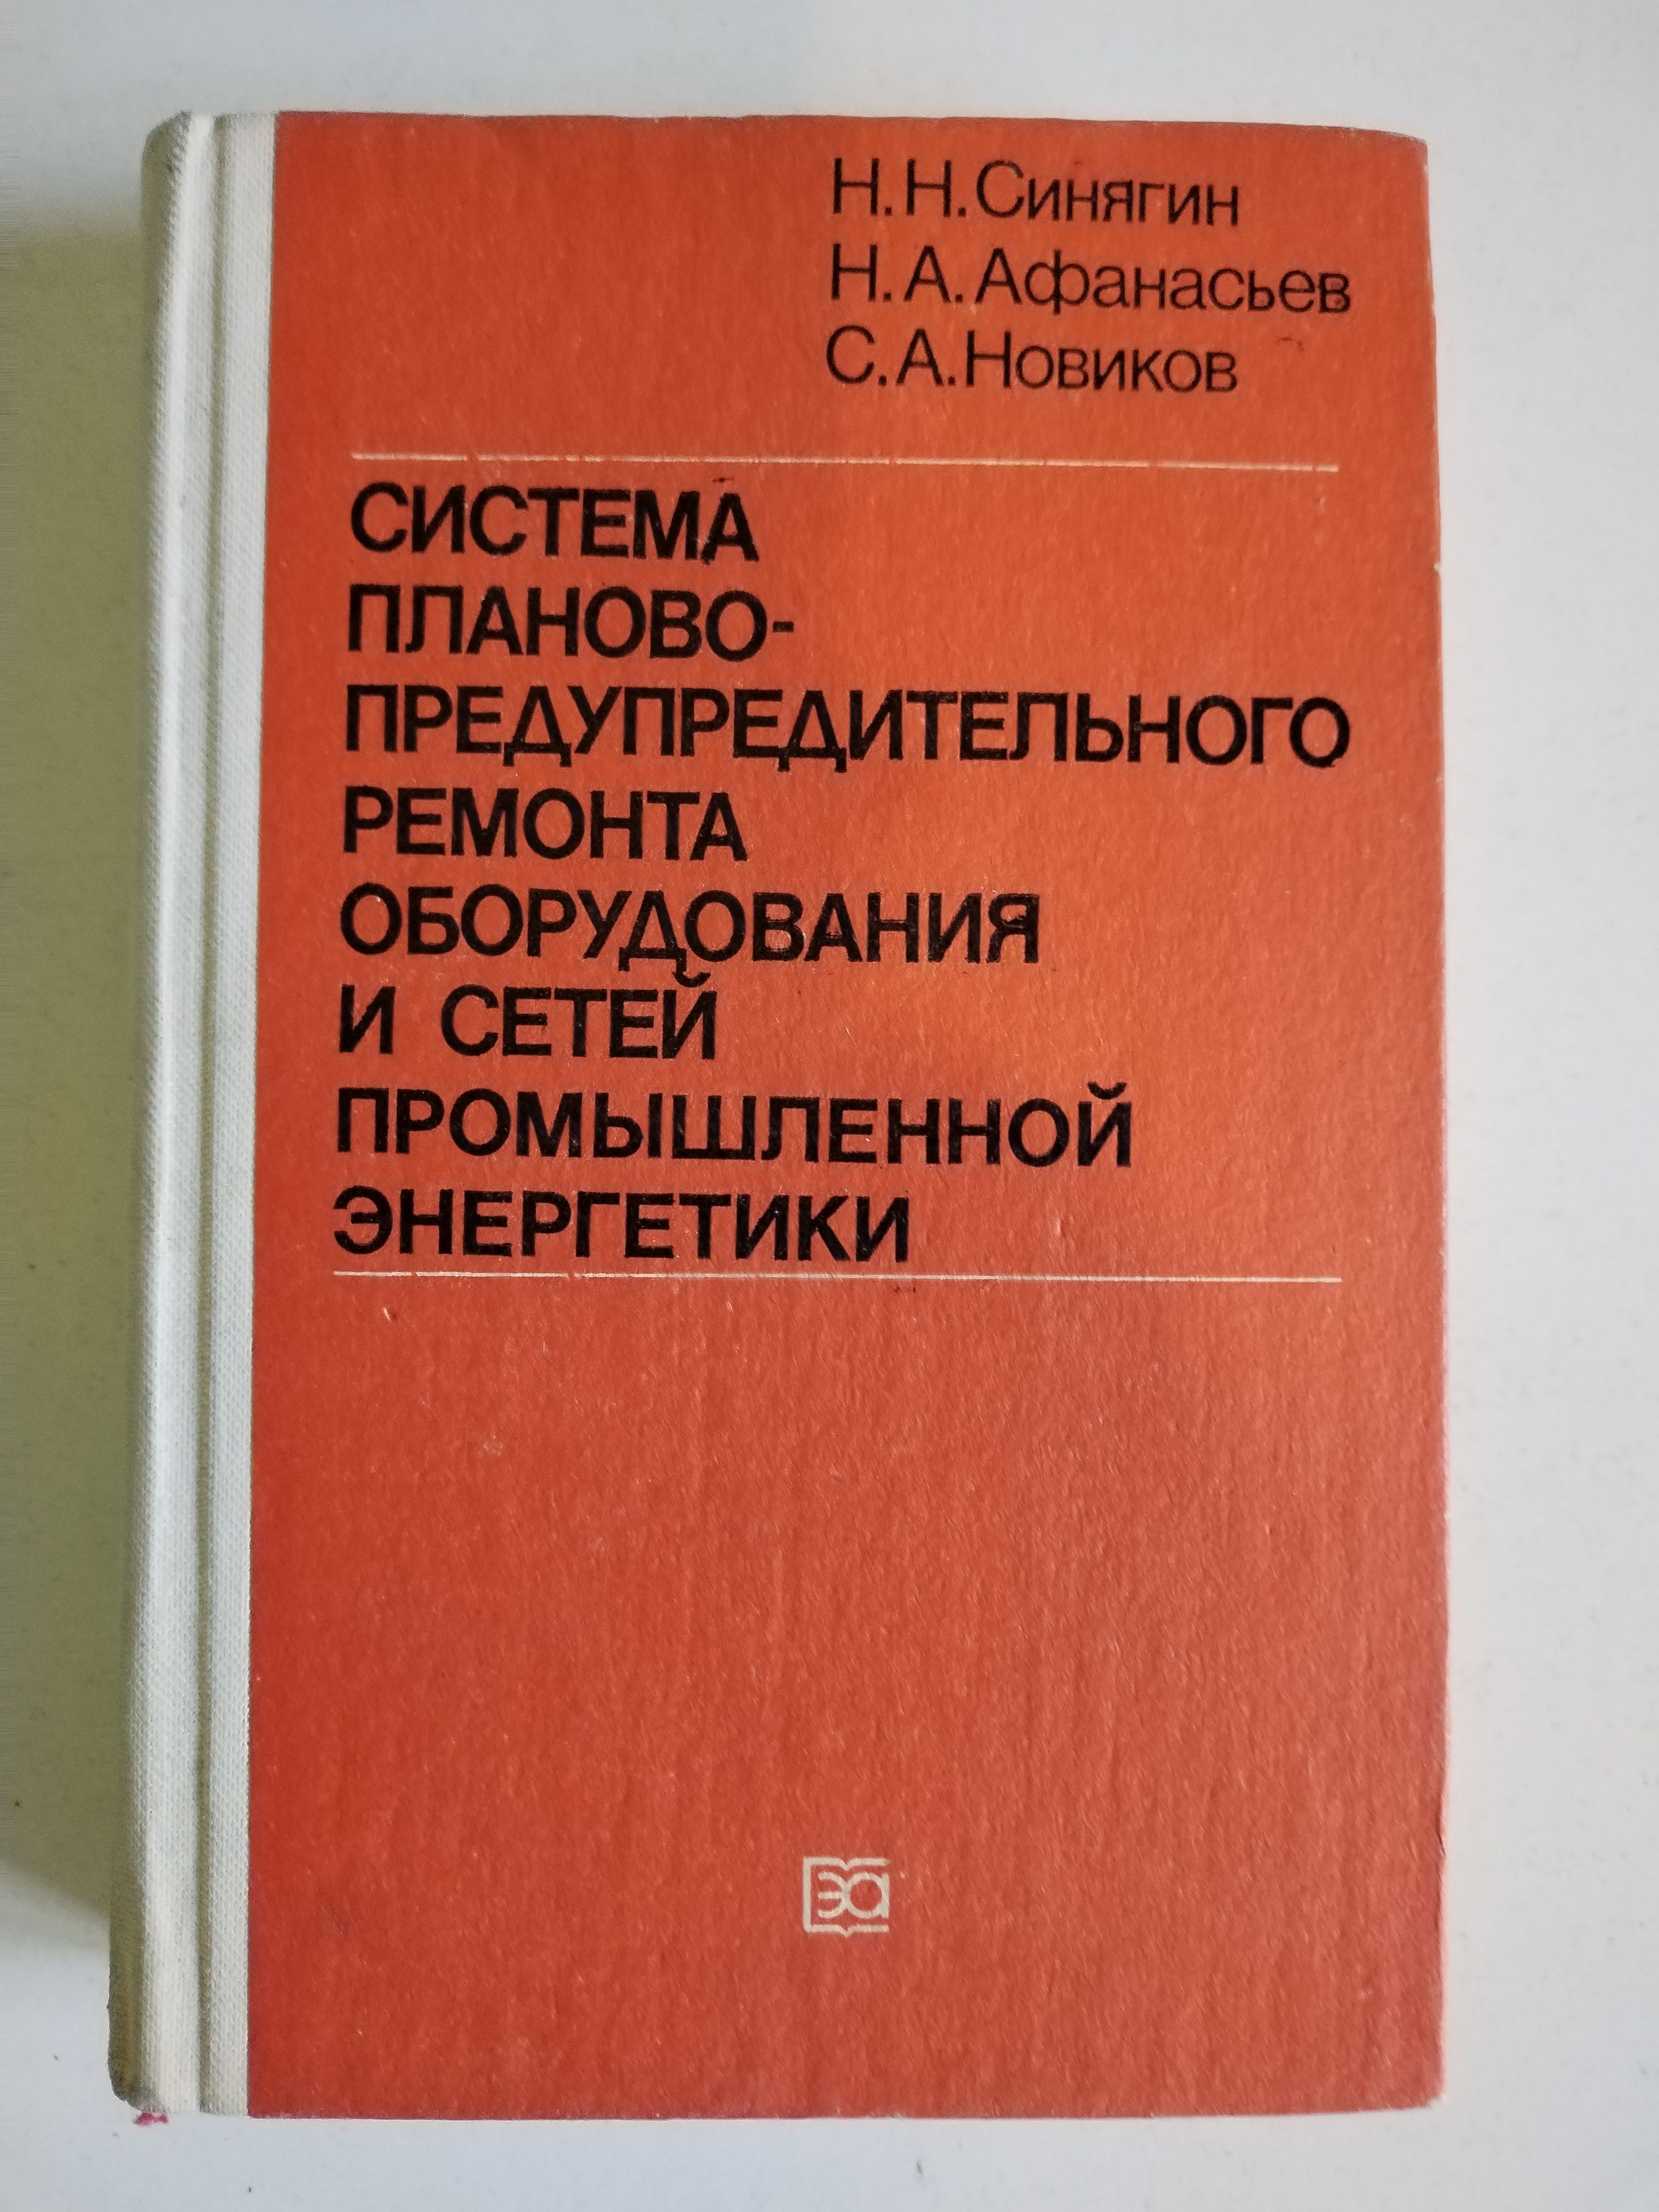 Н.Н.Синягин
Н.А.Афанасьев
С.А.Новиков
СИСТЕМА
ПЛАНОВО-
ПРЕДУПРЕДИТЕЛЬНОГО
РЕМОНТА
ОБОРУДОВАНИЯ
И СЕТЕЙ
ПРОМЫШЛЕННОЙ
ЭНЕРГЕТИКИ
эа